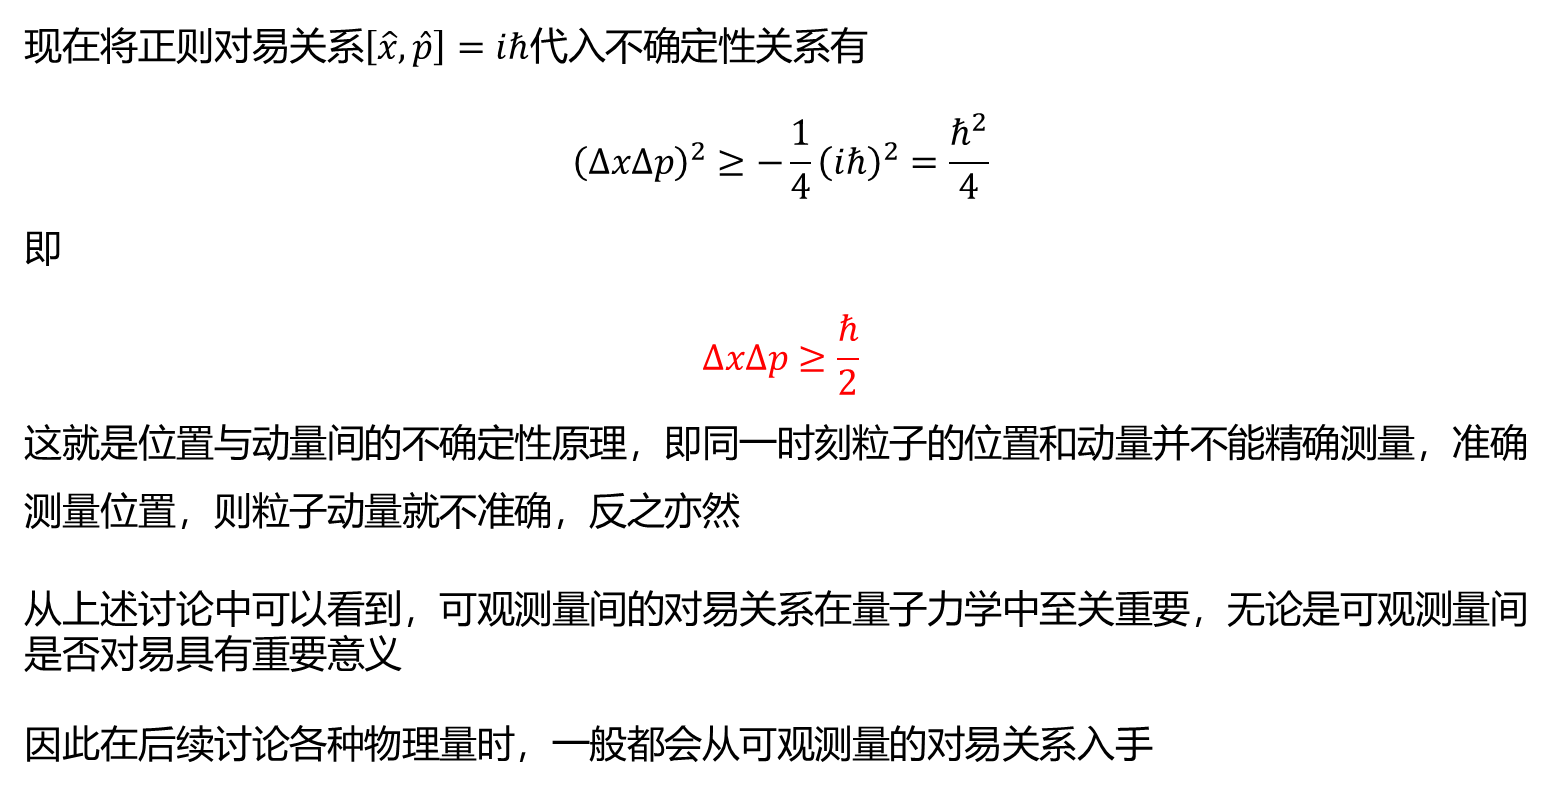 现在将正则对易关系[x̂, p̂] = iħ代入不确定性关系有
(ΔxΔp)² ≥ −1/4 (iħ)² = ħ²/4
即
ΔxΔp ≥ ħ/2
这就是位置与动量间的不确定性原理，即同一时刻粒子的位置和动量并不能精确测量，准确
测量位置，则粒子动量就不准确，反之亦然
从上述讨论中可以看到，可观测量间的对易关系在量子力学中至关重要，无论是可观测量间
是否对易具有重要意义
因此在后续讨论各种物理量时，一般都会从可观测量的对易关系入手